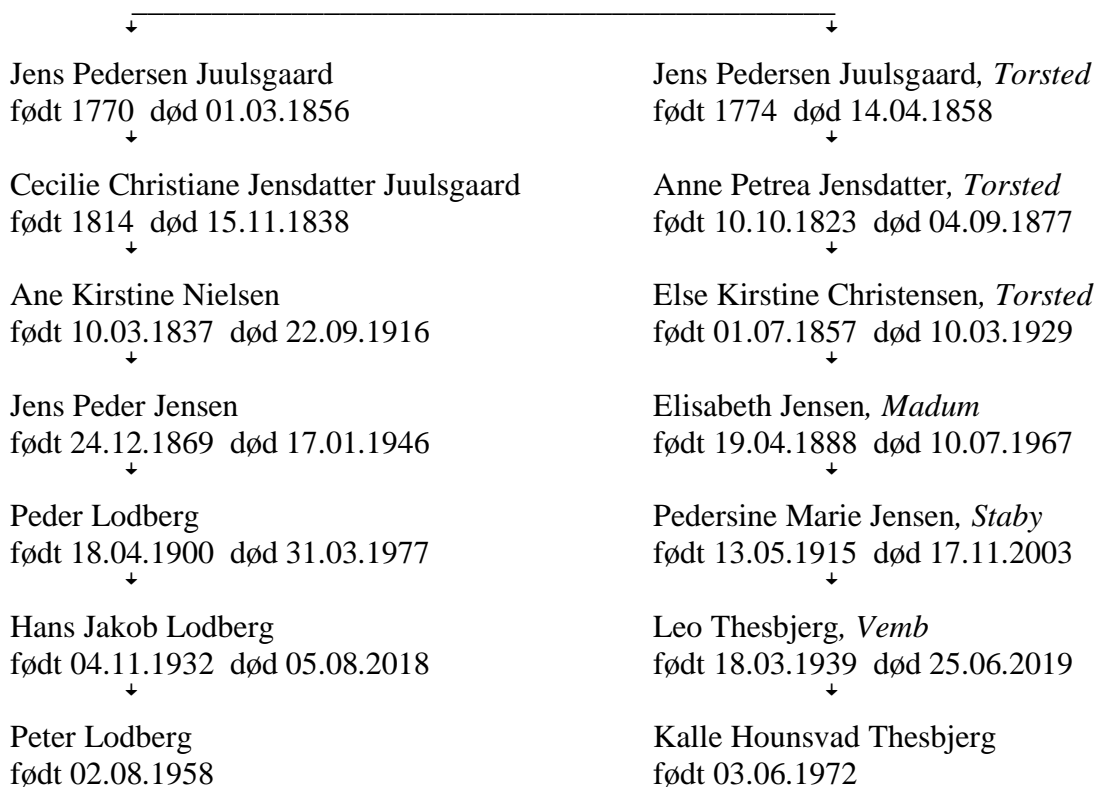 Jens Pedersen Juulsgaard
født 1770 død 01.03.1856
Cecilie Christiane Jensdatter Juulsgaard
født 1814 død 15.11.1838
Ane Kirstine Nielsen
født 10.03.1837 død 22.09.1916
Jens Peder Jensen
født 24.12.1869 død 17.01.1946
Peder Lodberg
født 18.04.1900 død 31.03.1977
Hans Jakob Lodberg
født 04.11.1932 død 05.08.2018
Peter Lodberg
født 02.08.1958
Jens Pedersen Juulsgaard, Torsted
født 1774 død 14.04.1858
Anne Petrea Jensdatter, Torsted
født 10.10.1823 død 04.09.1877
Else Kirstine Christensen, Torsted
født 01.07.1857 død 10.03.1929
Elisabeth Jensen, Madum
født 19.04.1888 død 10.07.1967
Pedersine Marie Jensen, Staby
født 13.05.1915 død 17.11.2003
Leo Thesbjerg, Vemb
født 18.03.1939 død 25.06.2019
Kalle Hounsvad Thesbjerg
født 03.06.1972